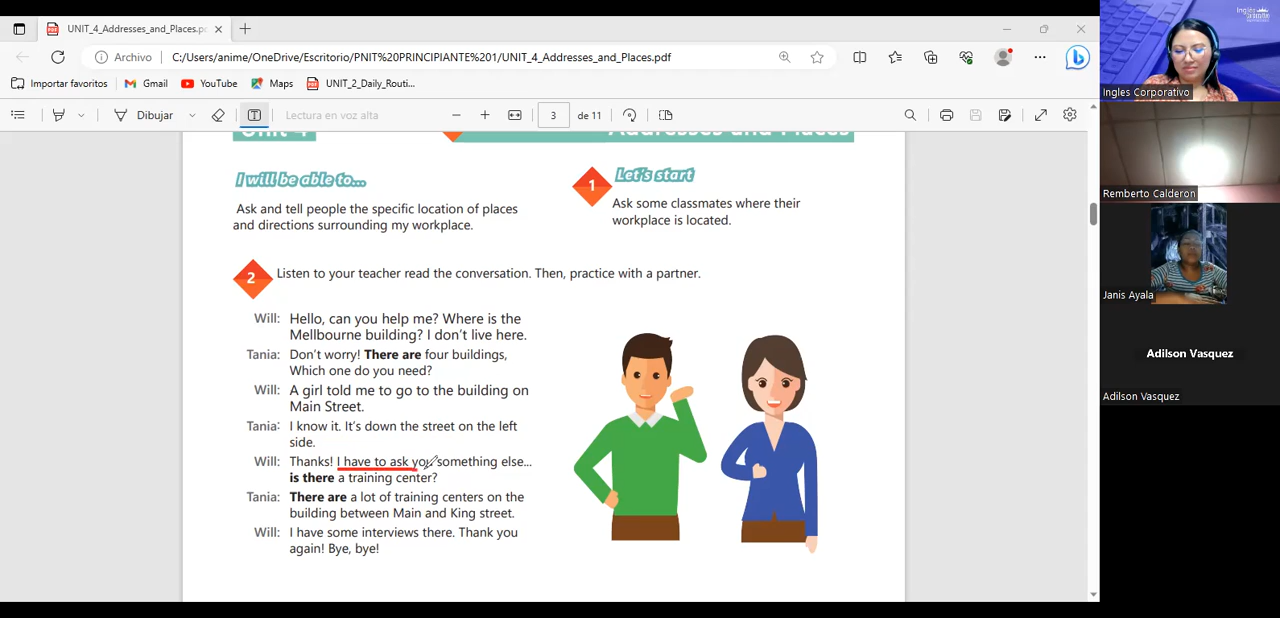 UNIT_4_Addresses_and_Places.p
Archivo
C:/Users/anime/OneDrive/Escritorio/PNIT%20PRINCIPIANTE%201/UNIT_4_Addresses_and_Places.pdf
Importar favoritos
Gmail
YouTube
Maps
UNIT_2_Daily_Routi...
Dibujar
Lectura en voz alta
3
de 11
Unit 4
Addresses and Places
I will be able to...
Ask and tell people the specific location of places
and directions surrounding my workplace.
1
Let's start
Ask some classmates where their
workplace is located.
2
Listen to your teacher read the conversation. Then, practice with a partner.
Will: Hello, can you help me? Where is the
Mellbourne building? I don't live here.
Tania: Don't worry! There are four buildings,
Which one do you need?
Will: A girl told me to go to the building on
Main Street.
Tania: I know it. It's down the street on the left
side.
Will: Thanks! I have to ask you something else...
is there a training center?
Tania: There are a lot of training centers on the
building between Main and King street.
Will: I have some interviews there. Thank you
again! Bye, bye!
Ingles Corporativo
Remberto Calderon
Janis Ayala
Adilson Vasquez
Adilson Vasquez